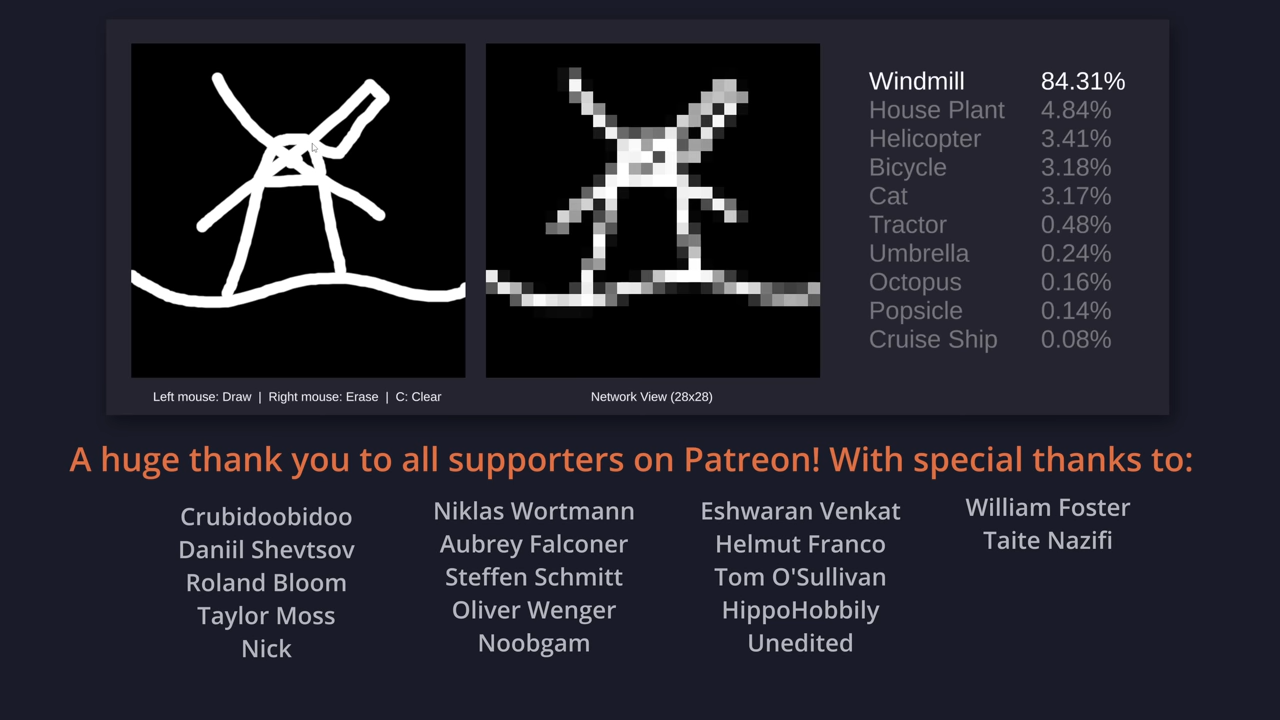 Windmill 84.31%
House Plant 4.84%
Helicopter 3.41%
Bicycle 3.18%
Cat 3.17%
Tractor 0.48%
Umbrella 0.24%
Octopus 0.16%
Popsicle 0.14%
Cruise Ship 0.08%
Left mouse: Draw | Right mouse: Erase | C: Clear
Network View (28x28)
A huge thank you to all supporters on Patreon! With special thanks to:
Crubidoobidoo
Daniil Shevtsov
Roland Bloom
Taylor Moss
Nick
Niklas Wortmann
Aubrey Falconer
Steffen Schmitt
Oliver Wenger
Noobgam
Eshwaran Venkat
Helmut Franco
Tom O'Sullivan
HippoHobbily
Unedited
William Foster
Taite Nazifi